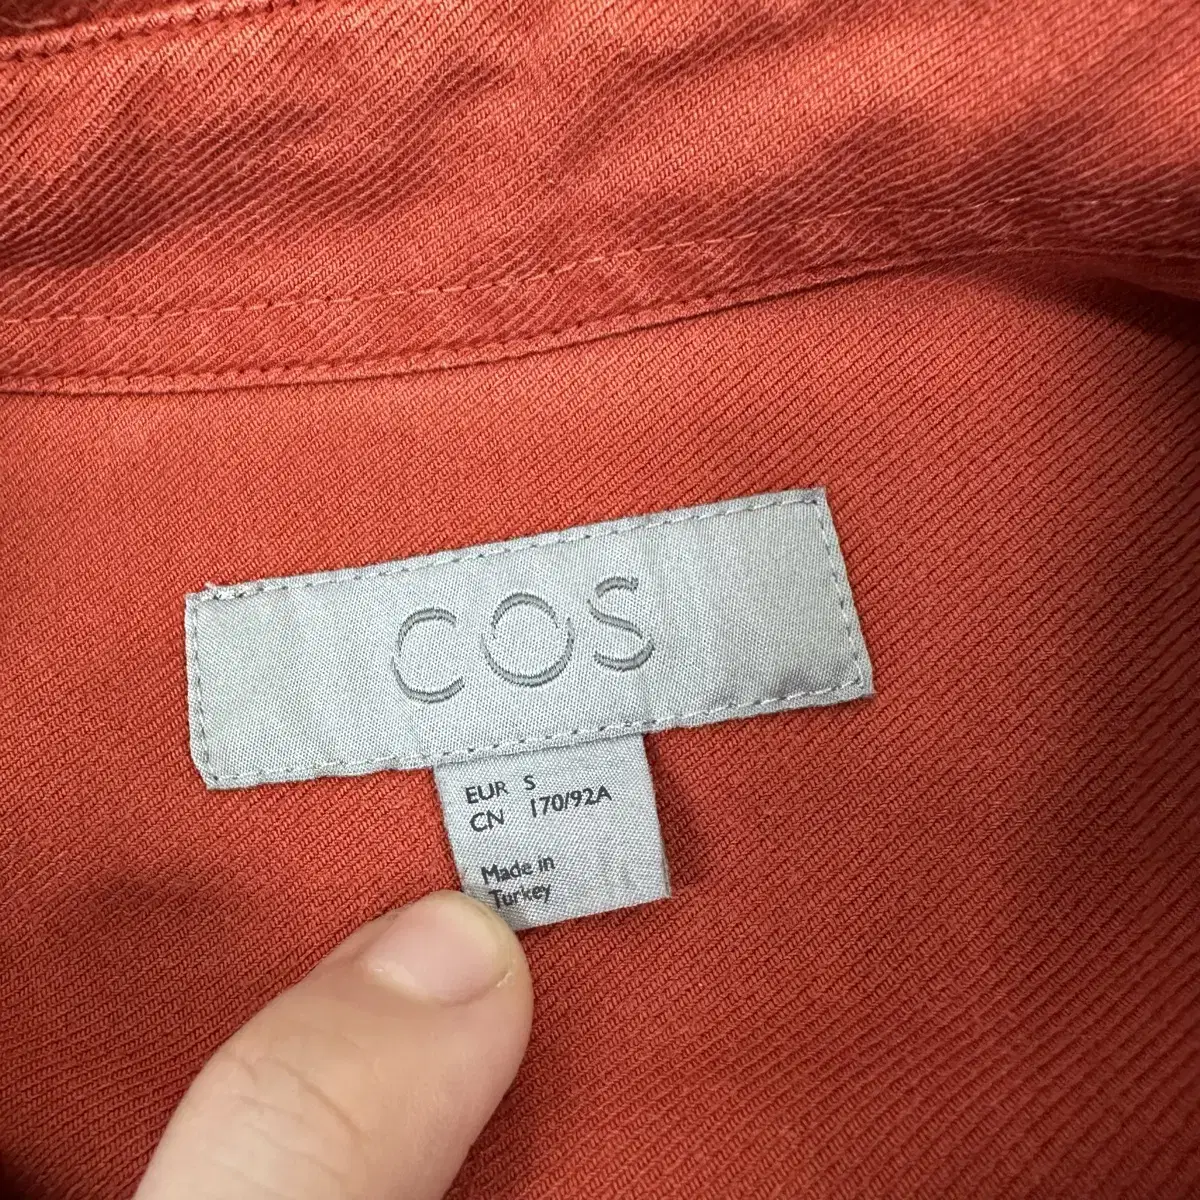 COS
EUR S
CN 170/92A
Made in
Turkey